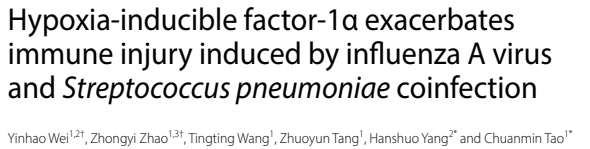 Hypoxia-inducible factor-1α exacerbates
immune injury induced by influenza A virus
and Streptococcus pneumoniae coinfection
Yinhao Wei1,2†, Zhongyi Zhao1,3†, Tingting Wang1, Zhuoyun Tang1, Hanshuo Yang2* and Chuanmin Tao1*